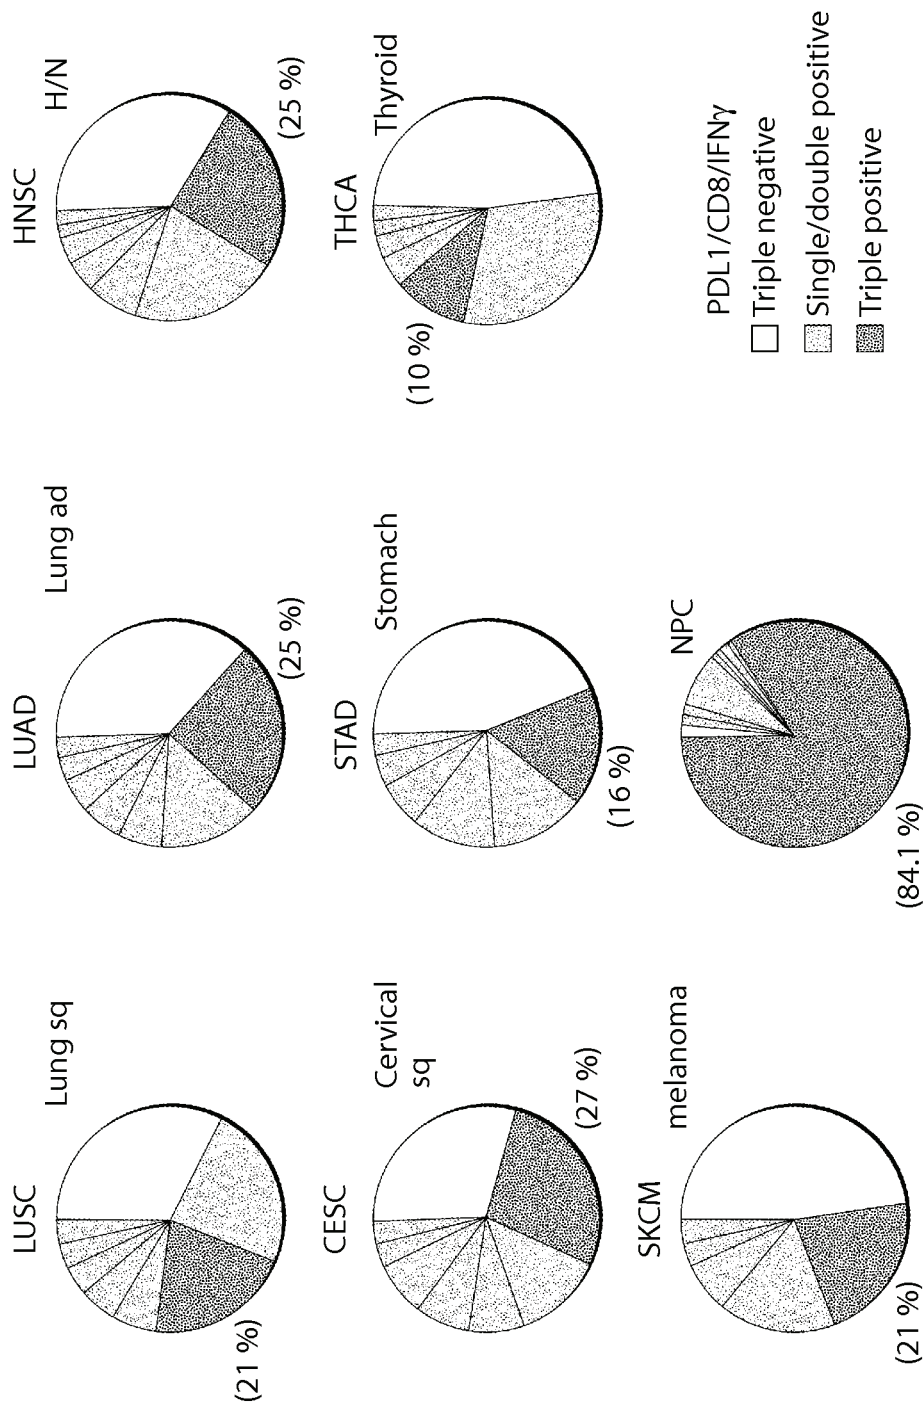 LUSC
Lung sq
(21 %)
LUAD
Lung ad
(25 %)
HNSC
H/N
(25 %)
CESC
Cervical
sq
(27 %)
STAD
Stomach
(16 %)
THCA
Thyroid
(10 %)
SKCM
melanoma
(21 %)
NPC
(84.1 %)
PDL1/CD8/IFNγ
Triple negative
Single/double positive
Triple positive